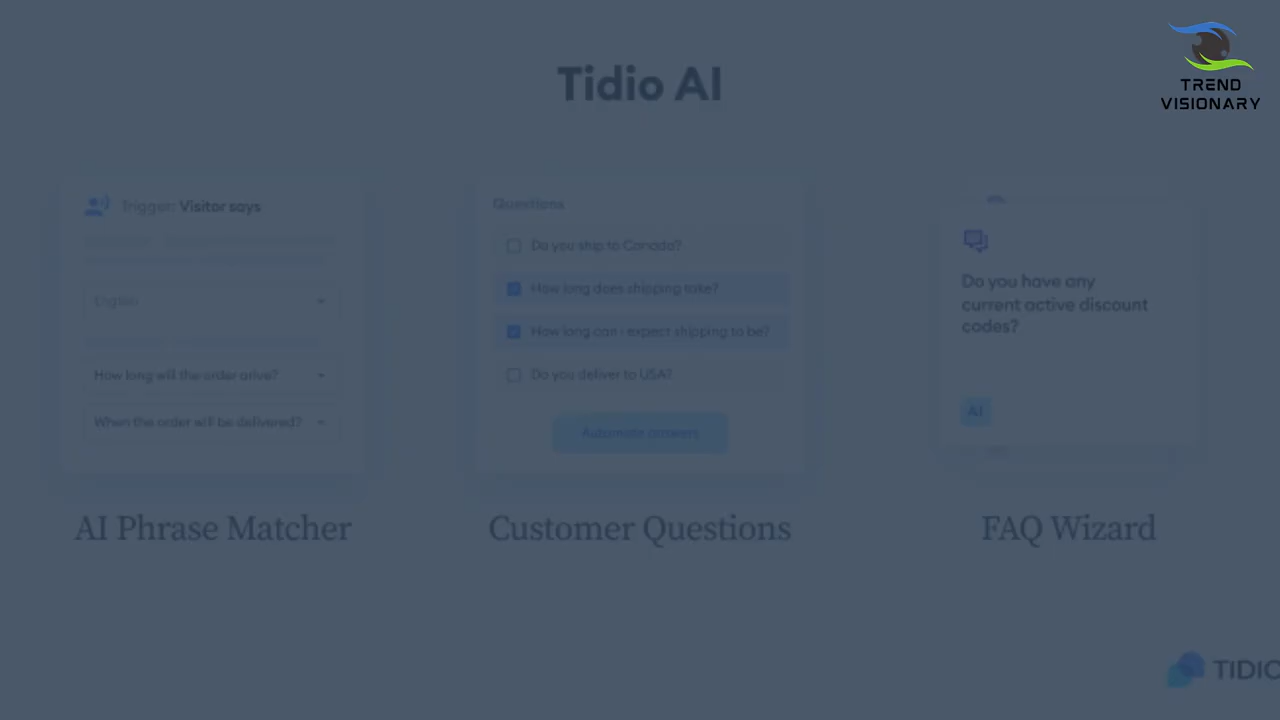 Tidio AI
TREND
VISIONARY
Trigger: Visitor says
English
How long will the order arive?
When the order will be delivered?
AI Phrase Matcher
Questions
Do you ship to Canada?
How long does shipping take?
How long can i expect shipping to be?
Do you deliver to USA?
Automate answers
Customer Questions
Do you have any
current active discount
codes?
AI
FAQ Wizard
TIDIO